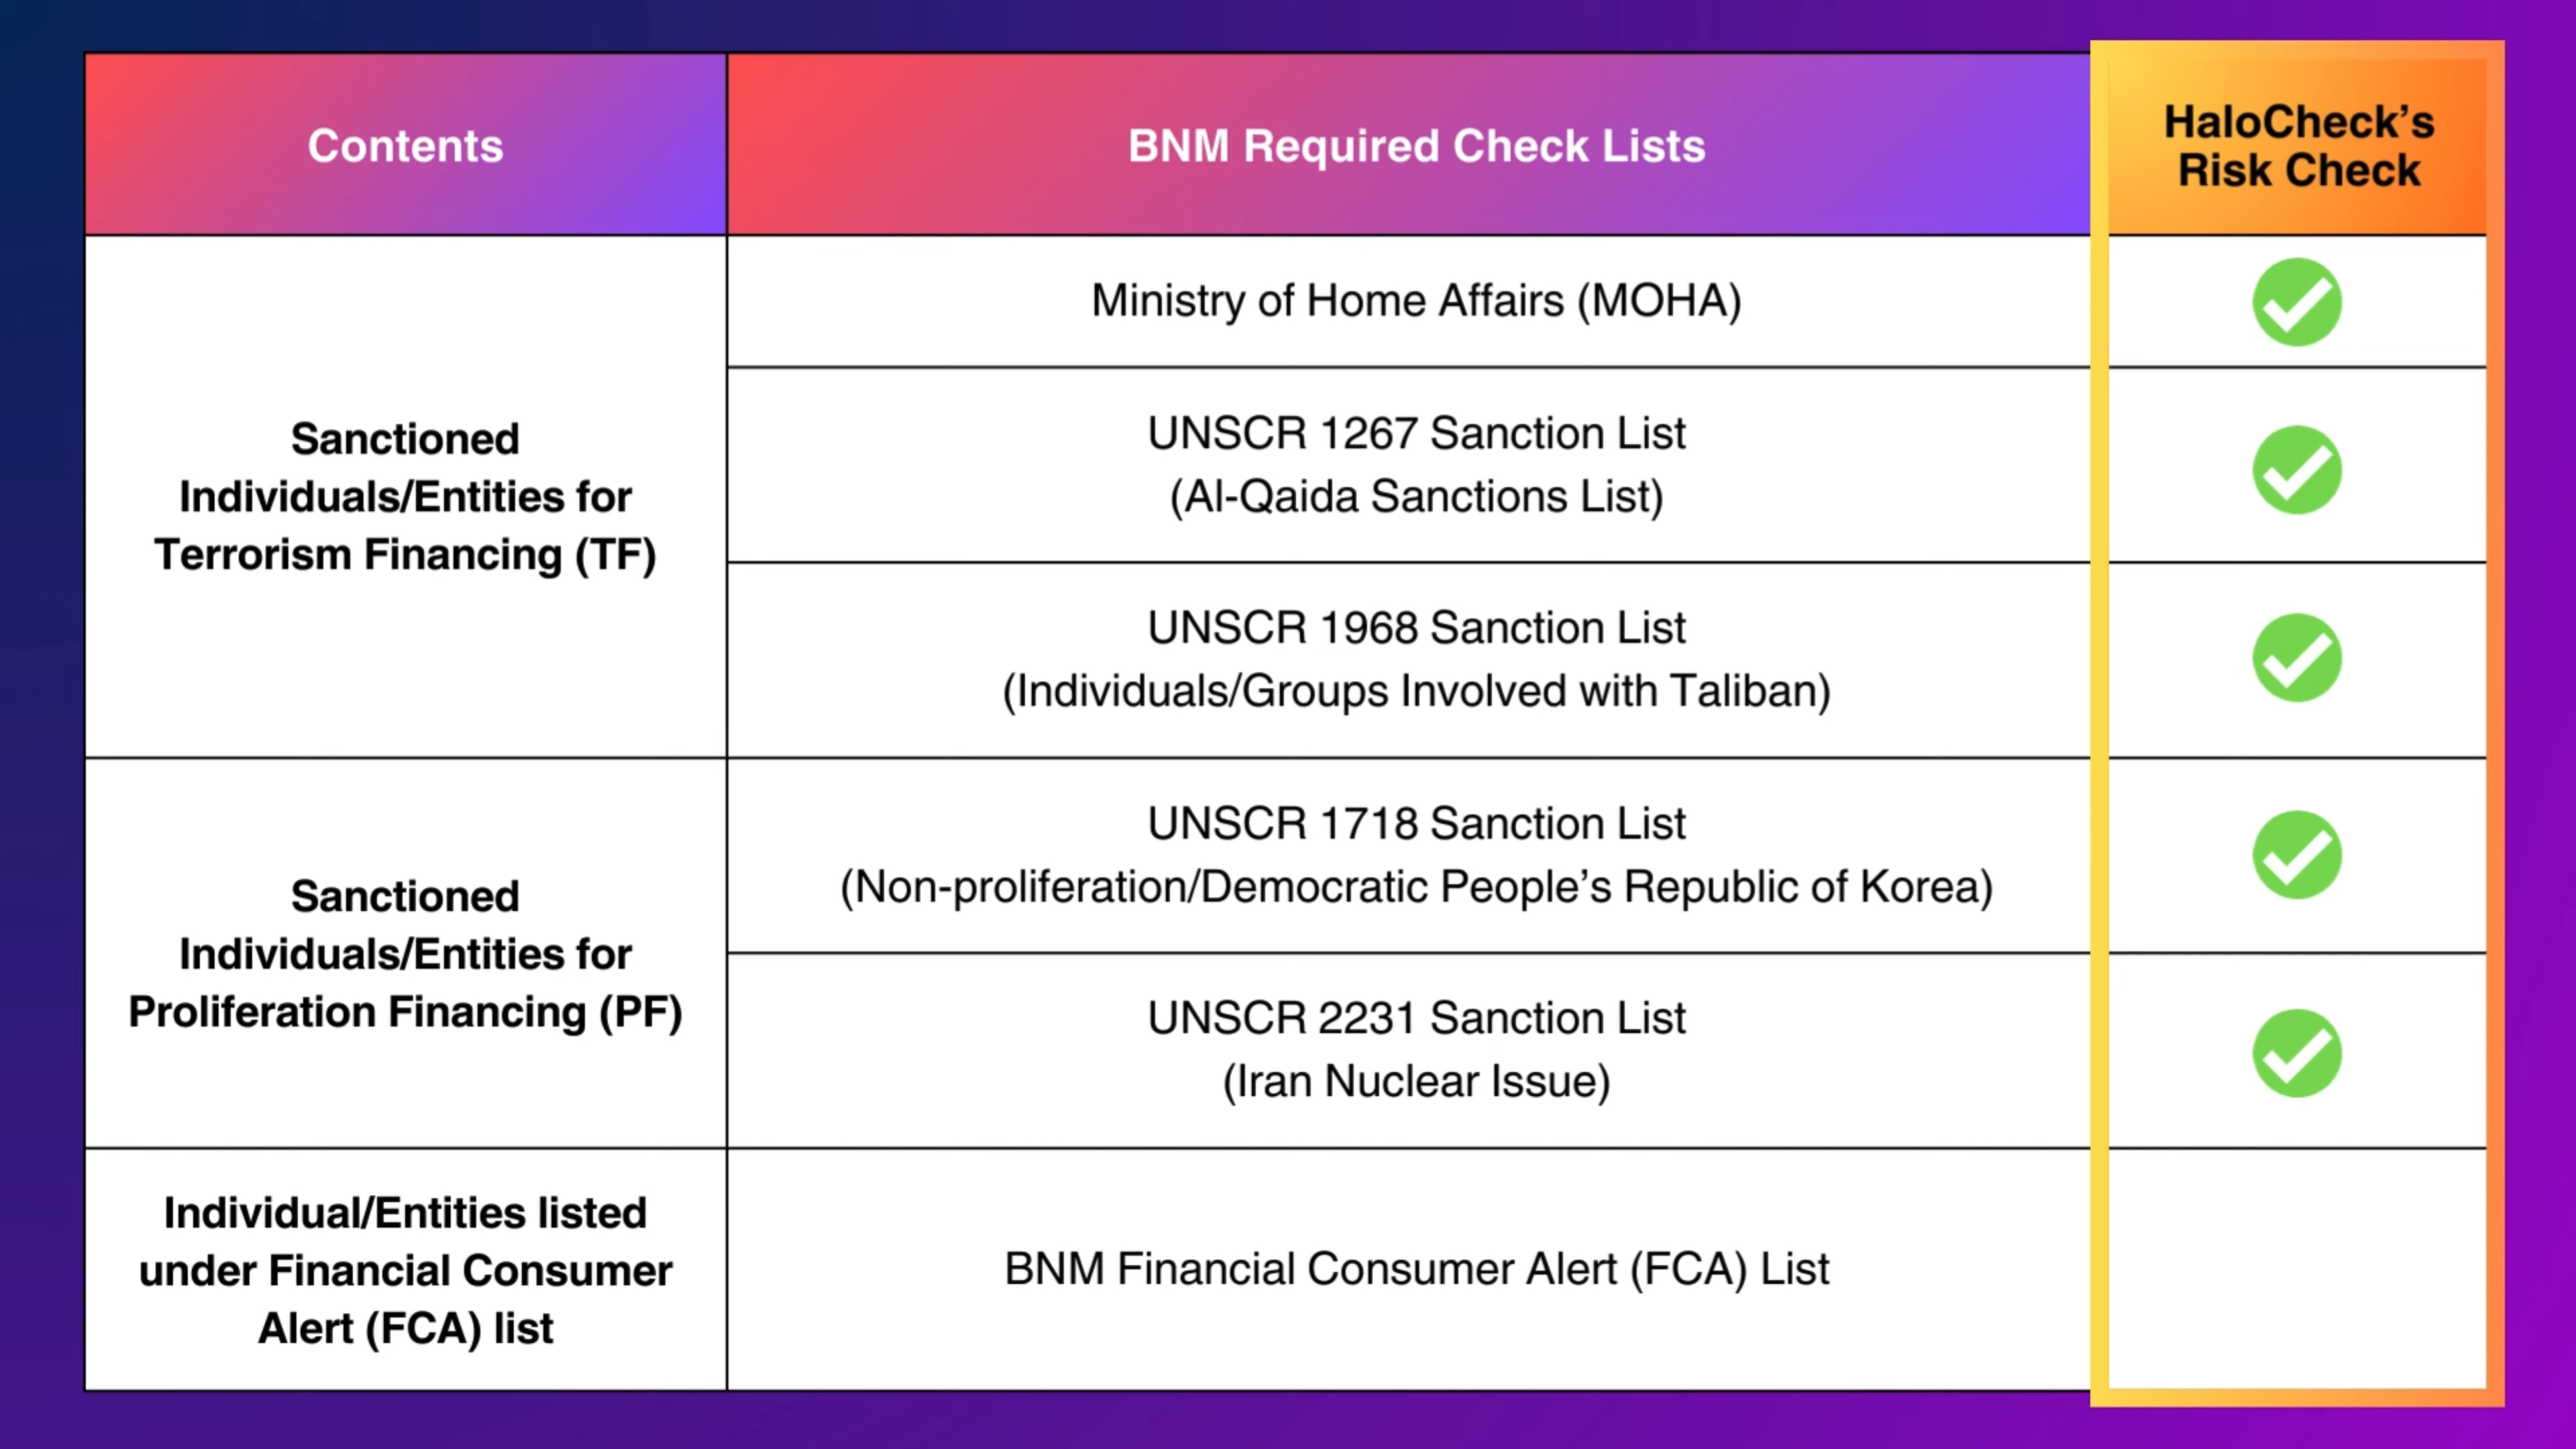 Contents
BNM Required Check Lists
HaloCheck’s
Risk Check
Sanctioned
Individuals/Entities for
Terrorism Financing (TF)
Ministry of Home Affairs (MOHA)
UNSCR 1267 Sanction List
(Al-Qaida Sanctions List)
UNSCR 1968 Sanction List
(Individuals/Groups Involved with Taliban)
Sanctioned
Individuals/Entities for
Proliferation Financing (PF)
UNSCR 1718 Sanction List
(Non-proliferation/Democratic People’s Republic of Korea)
UNSCR 2231 Sanction List
(Iran Nuclear Issue)
Individual/Entities listed
under Financial Consumer
Alert (FCA) list
BNM Financial Consumer Alert (FCA) List